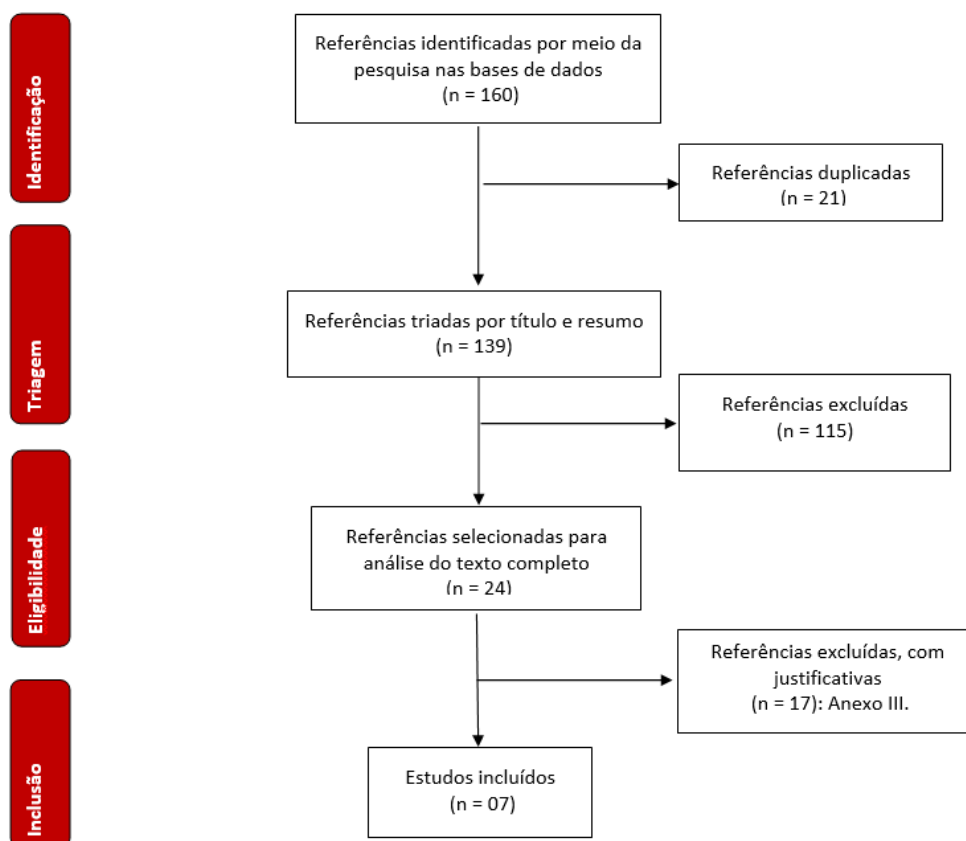 Identificação
Referências identificadas por meio da
pesquisa nas bases de dados
(n = 160)
Referências duplicadas
(n = 21)
Triagem
Referências triadas por título e resumo
(n = 139)
Referências excluídas
(n = 115)
Eligibilidade
Referências selecionadas para
análise do texto completo
(n = 24)
Referências excluídas, com
justificativas
(n = 17): Anexo III.
Inclusão
Estudos incluídos
(n = 07)